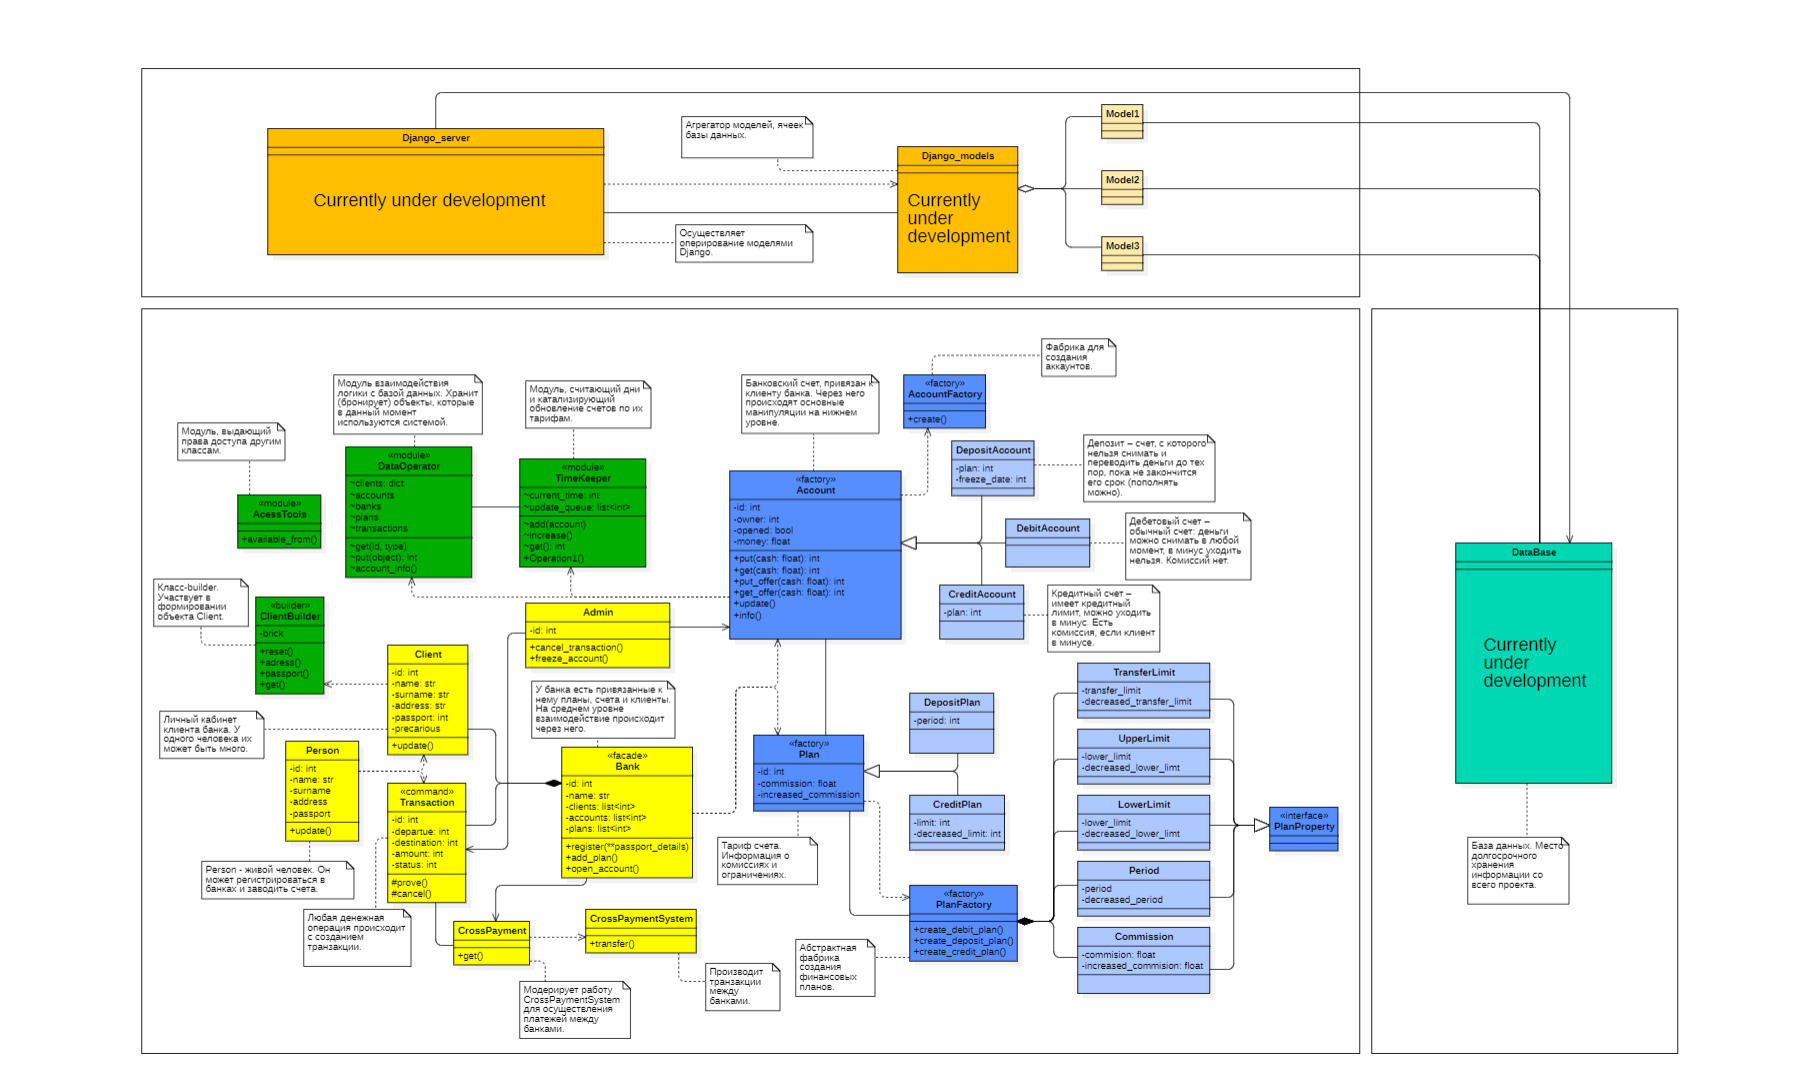 Django_server
Currently under development
Агрегатор моделей, ячеек
базы данных.
Осуществляет
оперирование моделями
Django.
Django_models
Currently
under
development
Model1
Model2
Model3
Модуль, выдающий
права доступа другим
классам.
«module»
AcessTools
+available_from()
Модуль взаимодействия
логики с базой данных. Хранит
(бронирует) объекты, которые
в данный момент
используются системой.
«module»
DataOperator
~clients: dict
~accounts
~banks
~plans
~transactions
~get(id, type)
~put(object): int
~account_info()
Модуль, считающий дни
и катализирующий
обновление счетов по их
тарифам.
«module»
TimeKeeper
~current_time: int
~update_queue: list<int>
~add(account)
~increase()
~get(): int
+Operation1()
Банковский счет, привязан к
клиенту банка. Через него
происходят основные
манипуляции на нижнем
уровне.
«factory»
Account
-id: int
-owner: int
-opened: bool
-money: float
+put(cash: float): int
+get(cash: float): int
+put_offer(cash: float): int
+get_offer(cash: float): int
+update()
+info()
Фабрика для
создания
аккаунтов.
«factory»
AccountFactory
+create()
DepositAccount
-plan: int
-freeze_date: int
Депозит – счет, с которого
нельзя снимать и
переводить деньги до тех
пор, пока не закончится
его срок (пополнять
можно).
DebitAccount
Дебетовый счет –
обычный счет: деньги
можно снимать в любой
момент, в минус уходить
нельзя. Комиссий нет.
CreditAccount
-plan: int
Кредитный счет –
имеет кредитный
лимит, можно уходить
в минус. Есть
комиссия, если клиент
в минусе.
Класс-builder.
Участвует в
формировании
объекта Client.
«builder»
ClientBuilder
-brick
+reset()
+adress()
+passport()
+get()
Admin
-id: int
+cancel_transaction()
+freeze_account()
Client
-id: int
-name: str
-surname: str
-address: str
-passport: int
-precarious
+update()
Личный кабинет
клиента банка. У
одного человека их
может быть много.
Person
-id: int
-name: str
-surname
-address
-passport
+update()
Person - живой человек. Он
может регистрироваться в
банках и заводить счета.
«command»
Transaction
-id: int
-departue: int
-destination: int
-amount: int
-status: int
#prove()
#cancel()
Любая денежная
операция происходит
с созданием
транзакции.
У банка есть привязанные к
нему планы, счета и клиенты.
На среднем уровне
взаимодействие происходит
через него.
«facade»
Bank
-id: int
-name: str
-clients: list<int>
-accounts: list<int>
-plans: list<int>
+register(**passport_details)
+add_plan()
+open_account()
CrossPayment
+get()
CrossPaymentSystem
+transfer()
Модерирует работу
CrossPaymentSystem
для осуществления
платежей между
банками.
Производит
транзакции
между
банками.
«factory»
Plan
-id: int
-commission: float
-increased_commission
Тариф счета.
Информация о
комиссиях и
ограничениях.
DepositPlan
-period: int
CreditPlan
-limit: int
-decreased_limit: int
«factory»
PlanFactory
+create_debit_plan()
+create_deposit_plan()
+create_credit_plan()
Абстрактная
фабрика
создания
финансовых
планов.
TransferLimit
-transfer_limit
-decreased_transfer_limit
UpperLimit
-lower_limit
-decreased_lower_limt
LowerLimit
-lower_limit
-decreased_lower_limt
Period
-period
-decreased_period
Commission
-commision: float
-increased_commision: float
«interface»
PlanProperty
DataBase
Currently
under
development
База данных. Место
долгосрочного
хранения
информации со
всего проекта.